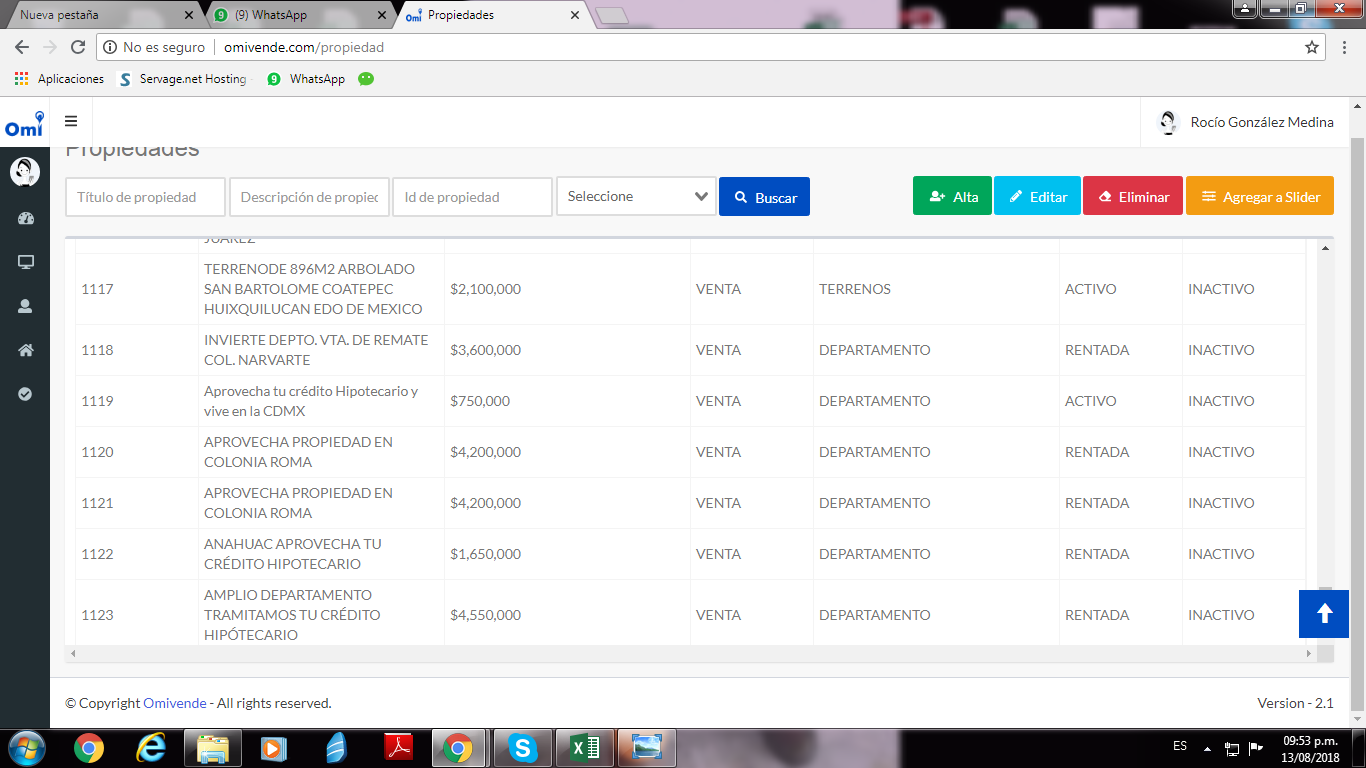 Nueva pestaña
9 (9) WhatsApp
Omi Propiedades
No es seguro omivende.com/propiedad
Aplicaciones
S Servage.net Hosting
9 WhatsApp
Omi
Rocío González Medina
Propiedades
Título de propiedad
Descripción de propiec
Id de propiedad
Seleccione
Buscar
Alta
Editar
Eliminar
Agregar a Slider
JUAREZ
1117
TERRENODE 896M2 ARBOLADO
SAN BARTOLOME COATEPEC
HUIXQUILUCAN EDO DE MEXICO
$2,100,000
VENTA
TERRENOS
ACTIVO
INACTIVO
1118
INVIERTE DEPTO. VTA. DE REMATE
COL. NARVARTE
$3,600,000
VENTA
DEPARTAMENTO
RENTADA
INACTIVO
1119
Aprovecha tu crédito Hipotecario y
vive en la CDMX
$750,000
VENTA
DEPARTAMENTO
ACTIVO
INACTIVO
1120
APROVECHA PROPIEDAD EN
COLONIA ROMA
$4,200,000
VENTA
DEPARTAMENTO
RENTADA
INACTIVO
1121
APROVECHA PROPIEDAD EN
COLONIA ROMA
$4,200,000
VENTA
DEPARTAMENTO
RENTADA
INACTIVO
1122
ANAHUAC APROVECHA TU
CRÉDITO HIPOTECARIO
$1,650,000
VENTA
DEPARTAMENTO
RENTADA
INACTIVO
1123
AMPLIO DEPARTAMENTO
TRAMITAMOS TU CRÉDITO
HIPÓTECARIO
$4,550,000
VENTA
DEPARTAMENTO
RENTADA
INACTIVO
© Copyright Omivende - All rights reserved.
Version - 2.1
ES
09:53 p.m.
13/08/2018